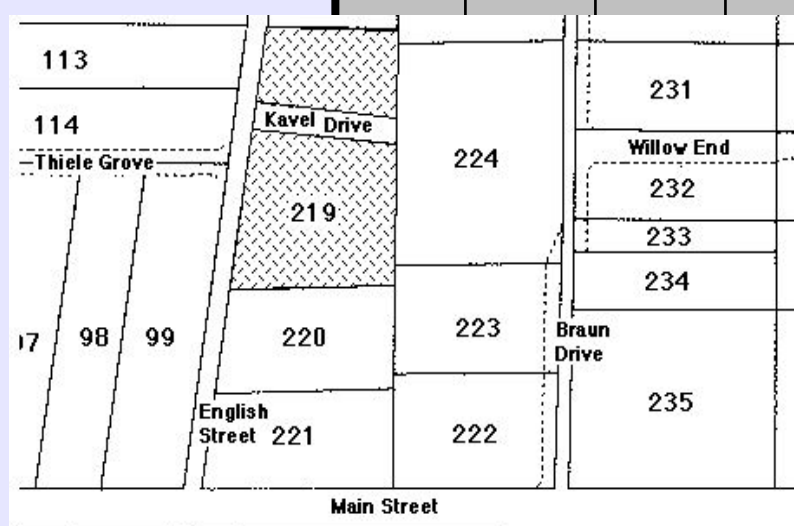 113
231
Kavel Drive
114
Willow End
Thiele Grove
224
232
219
233
234
98
99
220
223
Braun
Drive
English
Street
221
222
235
Main Street